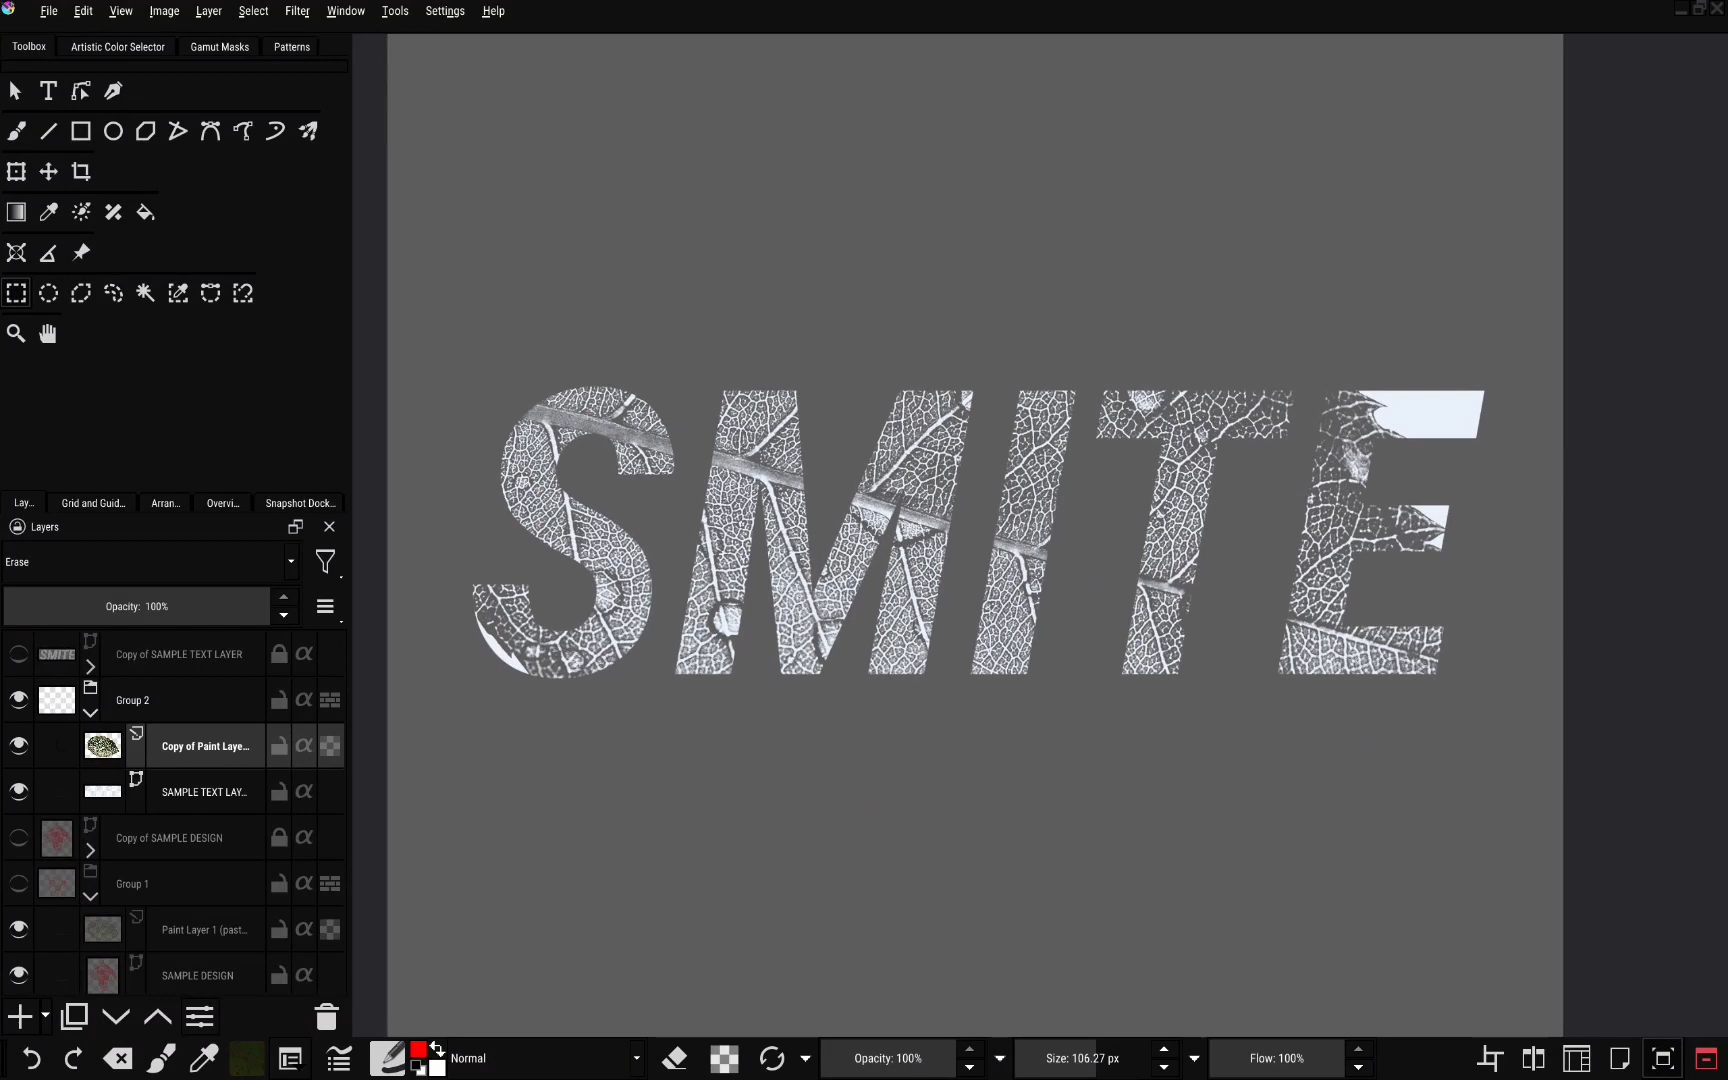 File Edit View Image Layer Select Filter Window Tools Settings Help
Toolbox Artistic Color Selector Gamut Masks Patterns
SMITE
Lay... Grid and Guid... Arran... Overvi... Snapshot Dock...
Layers
Erase
Opacity: 100%
SMITE Copy of SAMPLE TEXT LAYER α
Group 2 α
Copy of Paint Laye... α
SAMPLE TEXT LAY... α
Copy of SAMPLE DESIGN α
Group 1 α
Paint Layer 1 (past... α
SAMPLE DESIGN α
Normal Opacity: 100% Size: 106.27 px Flow: 100%